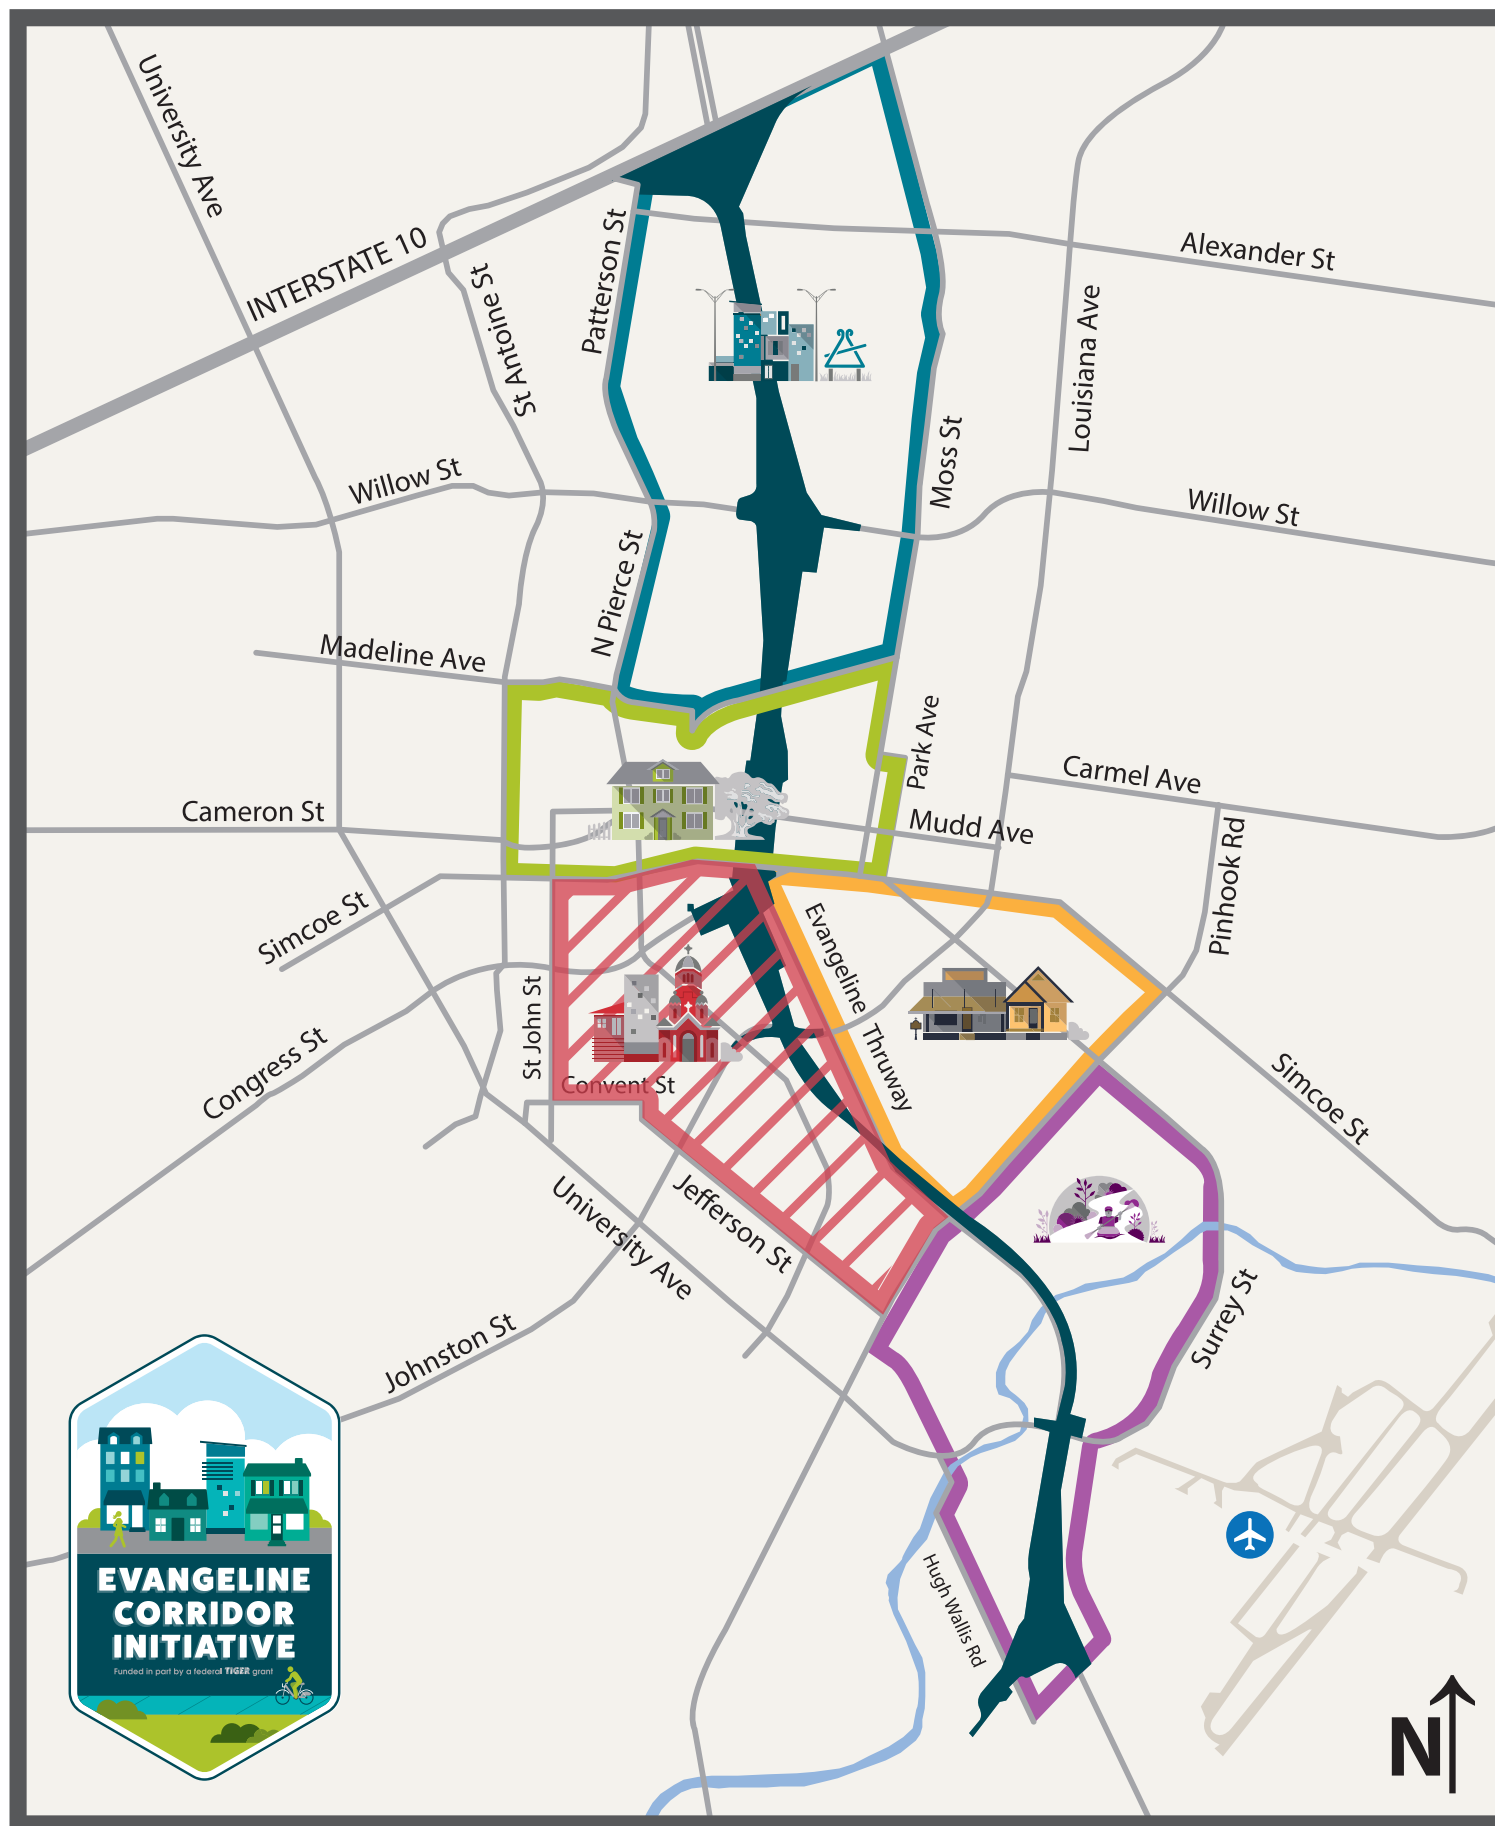 University Ave
INTERSTATE 10
St Antoine St
Patterson St
Alexander St
Louisiana Ave
Moss St
Willow St
Willow St
N Pierce St
Madeline Ave
Park Ave
Carmel Ave
Cameron St
Mudd Ave
Pinhook Rd
Simcoe St
Evangeline Thruway
St John St
Congress St
Convent St
Simcoe St
University Ave
Jefferson St
Surrey St
Johnston St
Hugh Wallis Rd
EVANGELINE
CORRIDOR
INITIATIVE
Funded in part by a federal TIGER grant
N